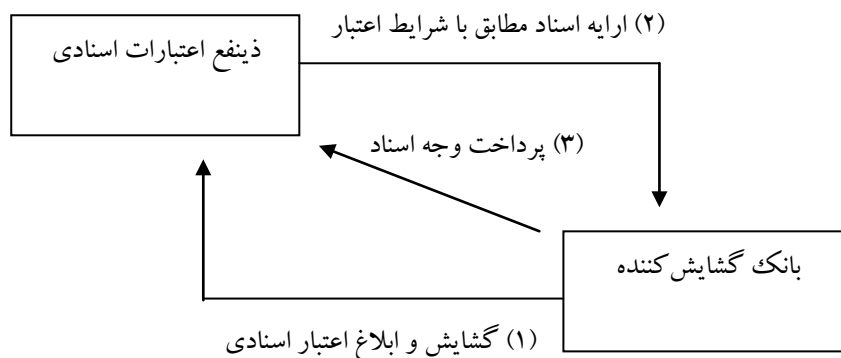 (۲) ارایه اسناد مطابق با شرایط اعتبار
ذینفع اعتبارات اسنادی
(۳) پرداخت وجه اسناد
بانک گشایش‌کننده
(۱) گشایش و ابلاغ اعتبار اسنادی